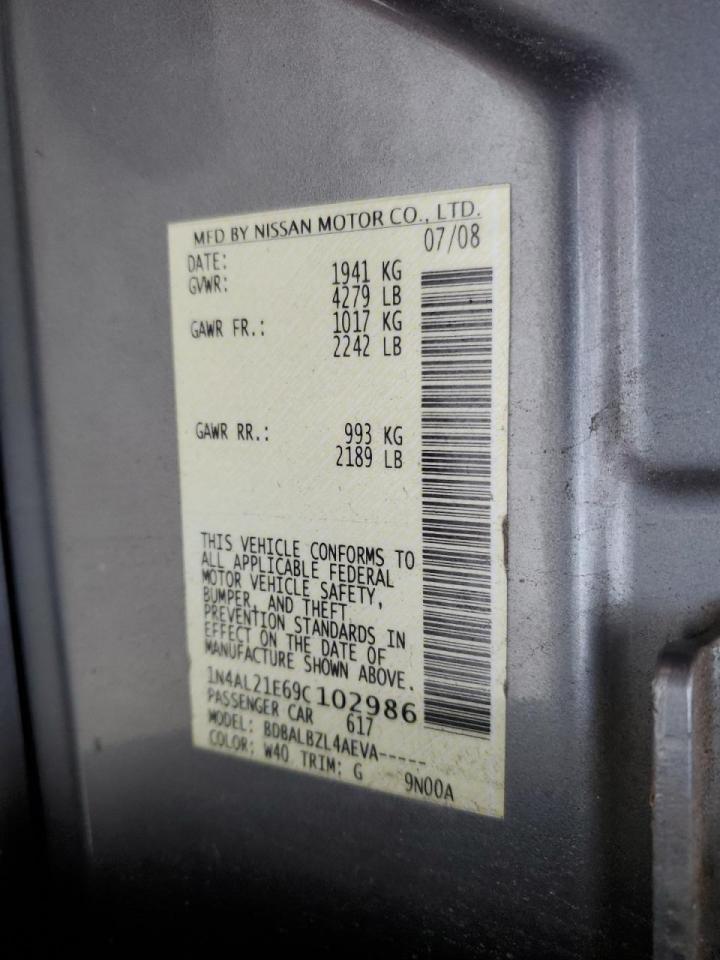 MFD BY NISSAN MOTOR CO., LTD.
DATE: 07/08
GVWR: 1941 KG
4279 LB
GAWR FR.: 1017 KG
2242 LB
GAWR RR.: 993 KG
2189 LB
THIS VEHICLE CONFORMS TO
ALL APPLICABLE FEDERAL
MOTOR VEHICLE SAFETY,
BUMPER, AND THEFT
PREVENTION STANDARDS IN
EFFECT ON THE DATE OF
MANUFACTURE SHOWN ABOVE.
1N4AL21E69C102986
PASSENGER CAR 617
MODEL: BDBALBZL4AEVA-----
COLOR: W40 TRIM: G 9N00A